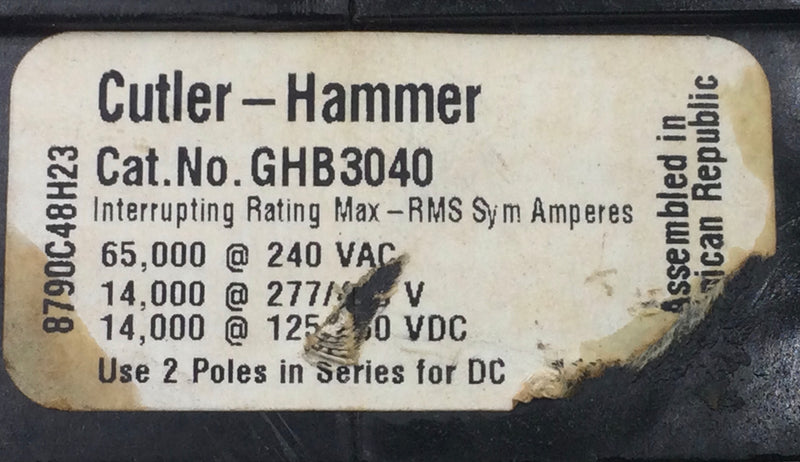 Cutler-Hammer
Cat.No. GHB3040
Interrupting Rating Max-RMS Sym Amperes
65,000 @ 240 VAC
14,000 @ 277/ V
14,000 @ 125 VDC
Use 2 Poles in Series for DC
8790C48H23
Assembled in
Republic